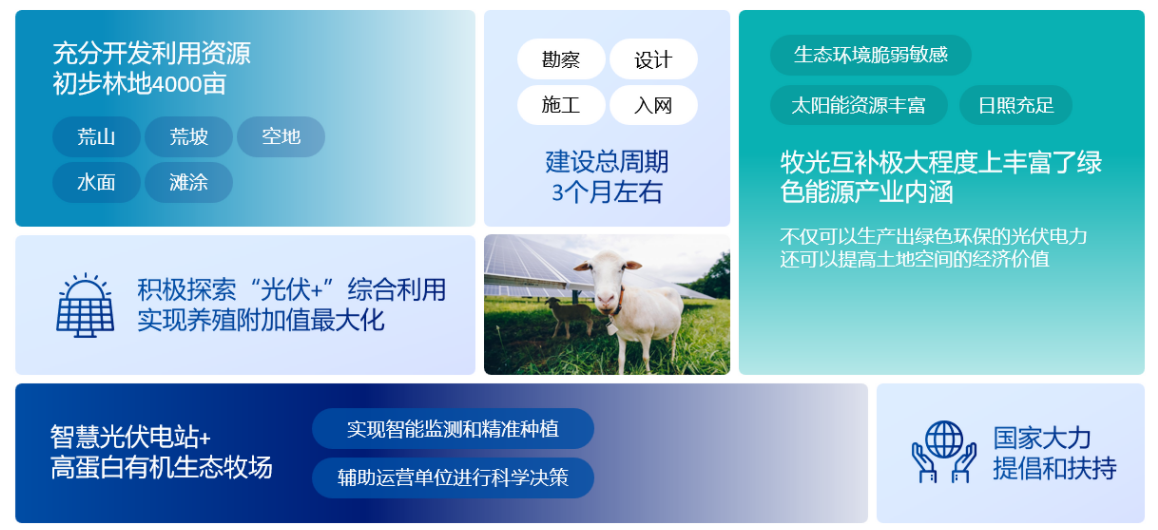 充分开发利用资源
初步林地4000亩
荒山
荒坡
空地
水面
滩涂
勘察
设计
施工
入网
建设总周期
3个月左右
生态环境脆弱敏感
太阳能资源丰富
日照充足
牧光互补极大程度上丰富了绿
色能源产业内涵
不仅可以生产出绿色环保的光伏电力
还可以提高土地空间的经济价值
积极探索“光伏+”综合利用
实现养殖附加值最大化
智慧光伏电站+
高蛋白有机生态牧场
实现智能监测和精准种植
辅助运营单位进行科学决策
国家大力
提倡和扶持